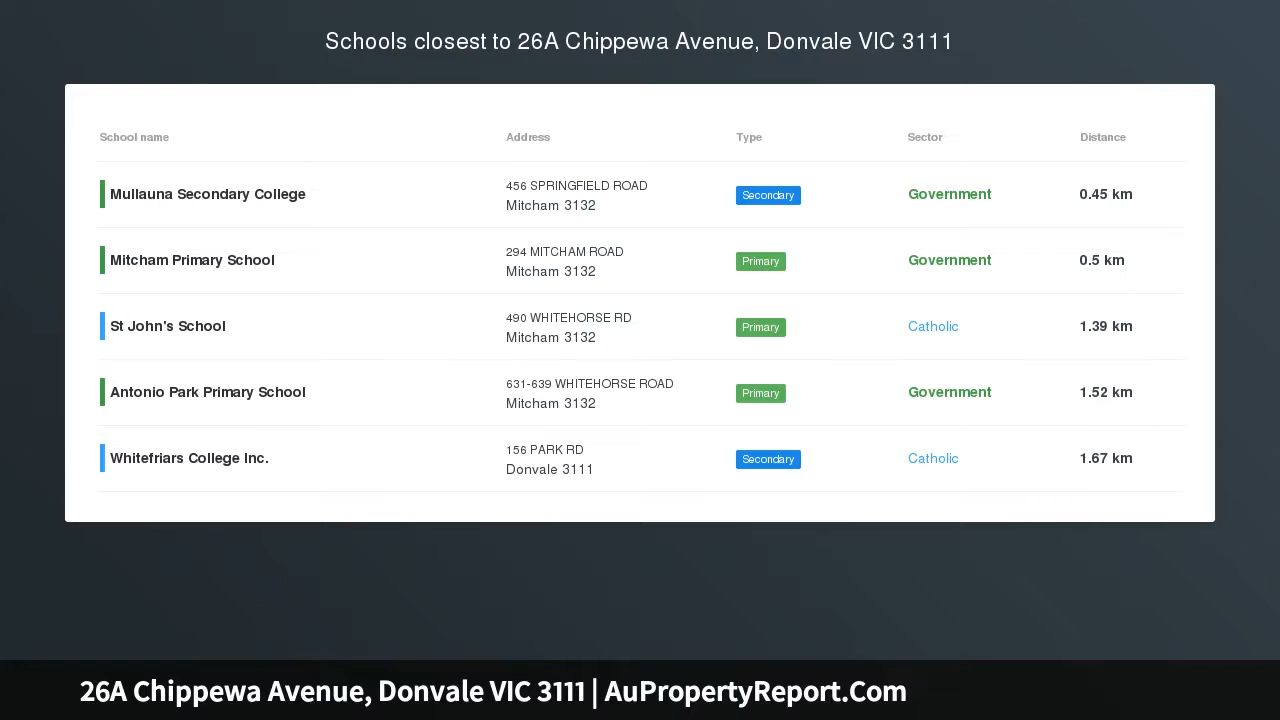 Schools closest to 26A Chippewa Avenue, Donvale VIC 3111
School name Address Type Sector Distance
Mullauna Secondary College 456 SPRINGFIELD ROAD Secondary Government 0.45 km
Mitcham 3132
Mitcham Primary School 294 MITCHAM ROAD Primary Government 0.5 km
Mitcham 3132
St John's School 490 WHITEHORSE RD Primary Catholic 1.39 km
Mitcham 3132
Antonio Park Primary School 631-639 WHITEHORSE ROAD Primary Government 1.52 km
Mitcham 3132
Whitefriars College Inc. 156 PARK RD Secondary Catholic 1.67 km
Donvale 3111
26A Chippewa Avenue, Donvale VIC 3111 | AuPropertyReport.Com